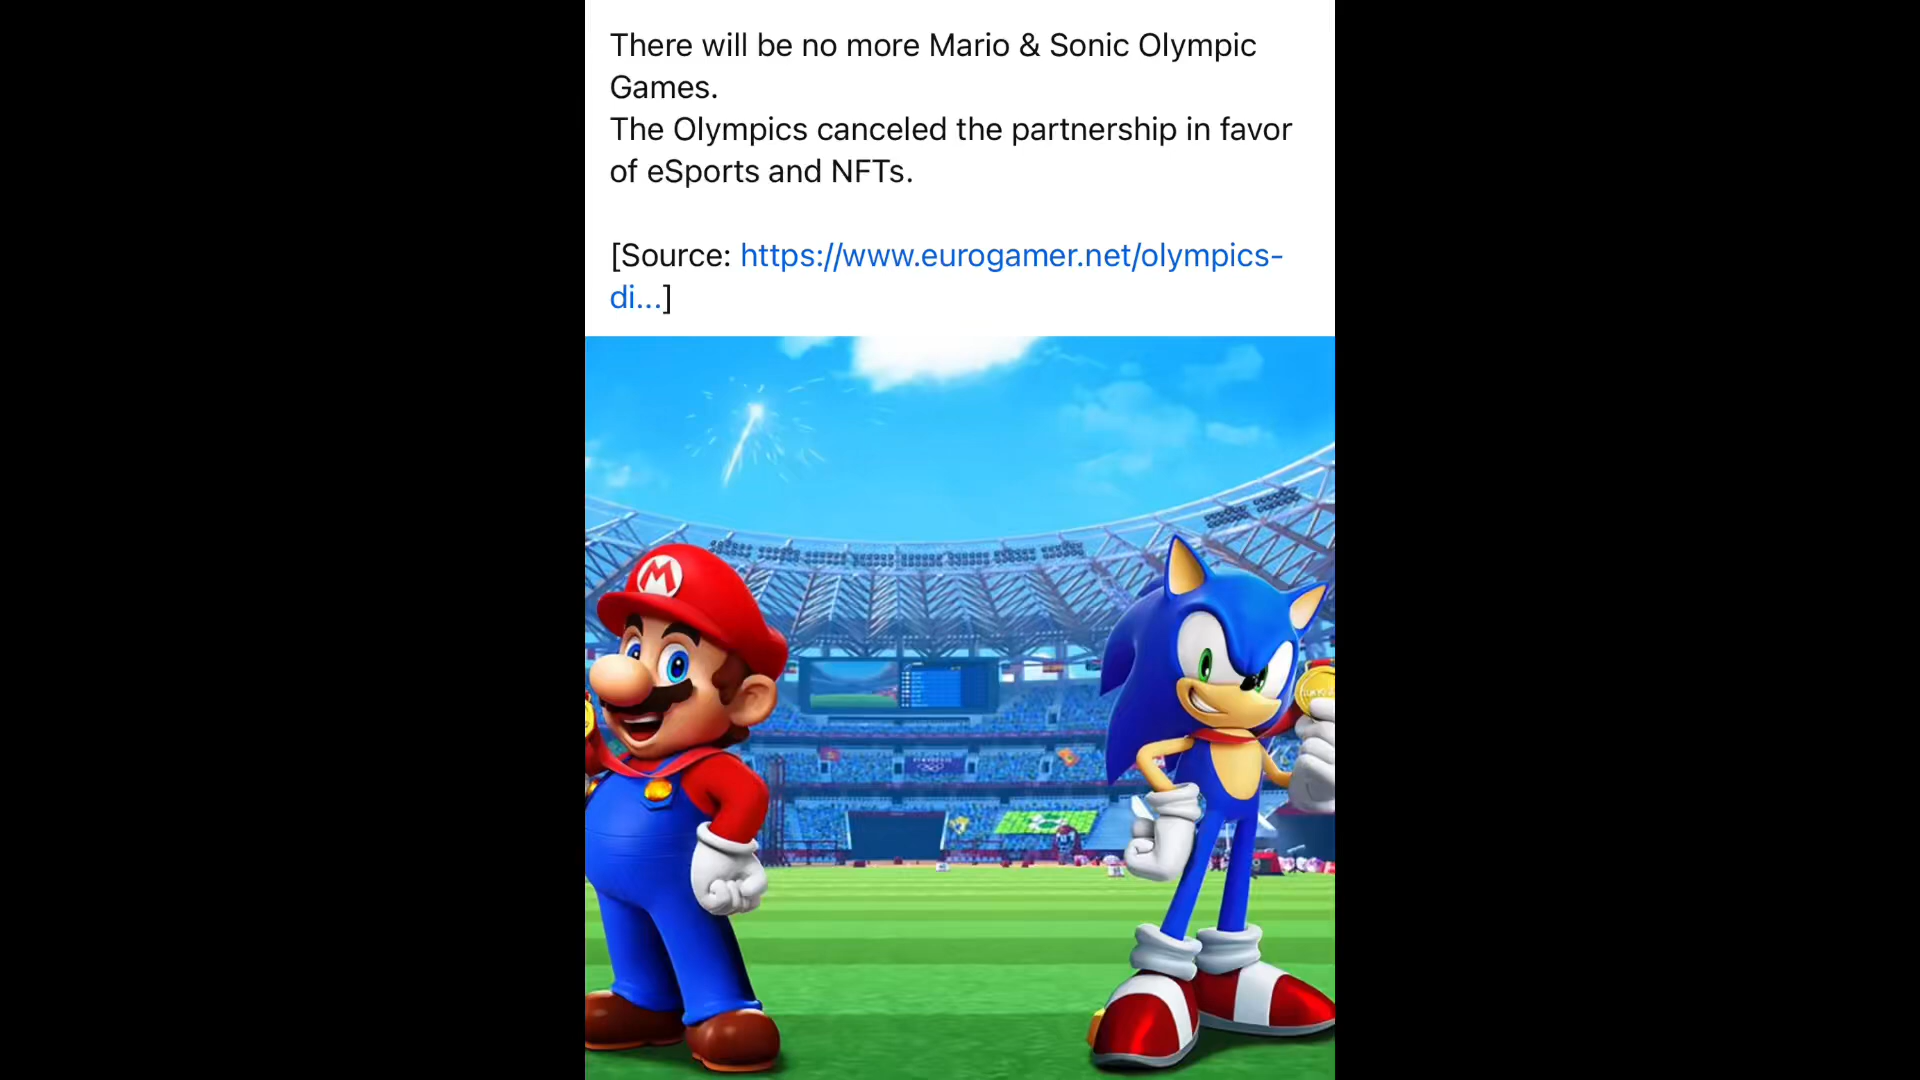 There will be no more Mario & Sonic Olympic
Games.
The Olympics canceled the partnership in favor
of eSports and NFTs.
[Source: https://www.eurogamer.net/olympics-
di...]
M